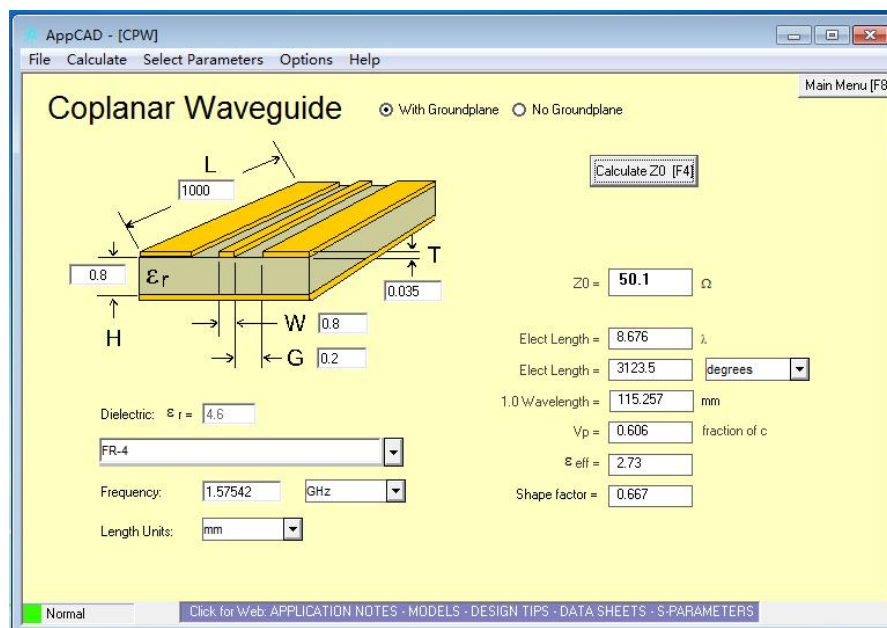 AppCAD - [CPW]
File Calculate Select Parameters Options Help
Main Menu [F8
Coplanar Waveguide
With Groundplane No Groundplane
L
1000
Calculate Z0 [F4]
0.8
εr
T
0.035
H
W 0.8
G 0.2
Z0 = 50.1 Ω
Elect Length = 8.676 λ
Elect Length = 3123.5 degrees
1.0 Wavelength = 115.257 mm
Vp = 0.606 fraction of c
ε eff = 2.73
Shape factor = 0.667
Dielectric: ε r = 4.6
FR-4
Frequency: 1.57542 GHz
Length Units: mm
Normal
Click for Web: APPLICATION NOTES - MODELS - DESIGN TIPS - DATA SHEETS - S-PARAMETERS